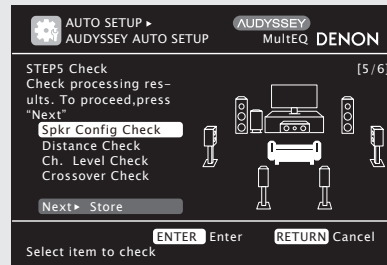 AUTO SETUP ▸
AUDYSSEY AUTO SETUP
AUDYSSEY
MultEQ DENON
STEP5 Check
[5/6]
Check processing res-
ults. To proceed,press
“Next”
Spkr Config Check
Distance Check
Ch. Level Check
Crossover Check
Next▸ Store
ENTER Enter
RETURN Cancel
Select item to check